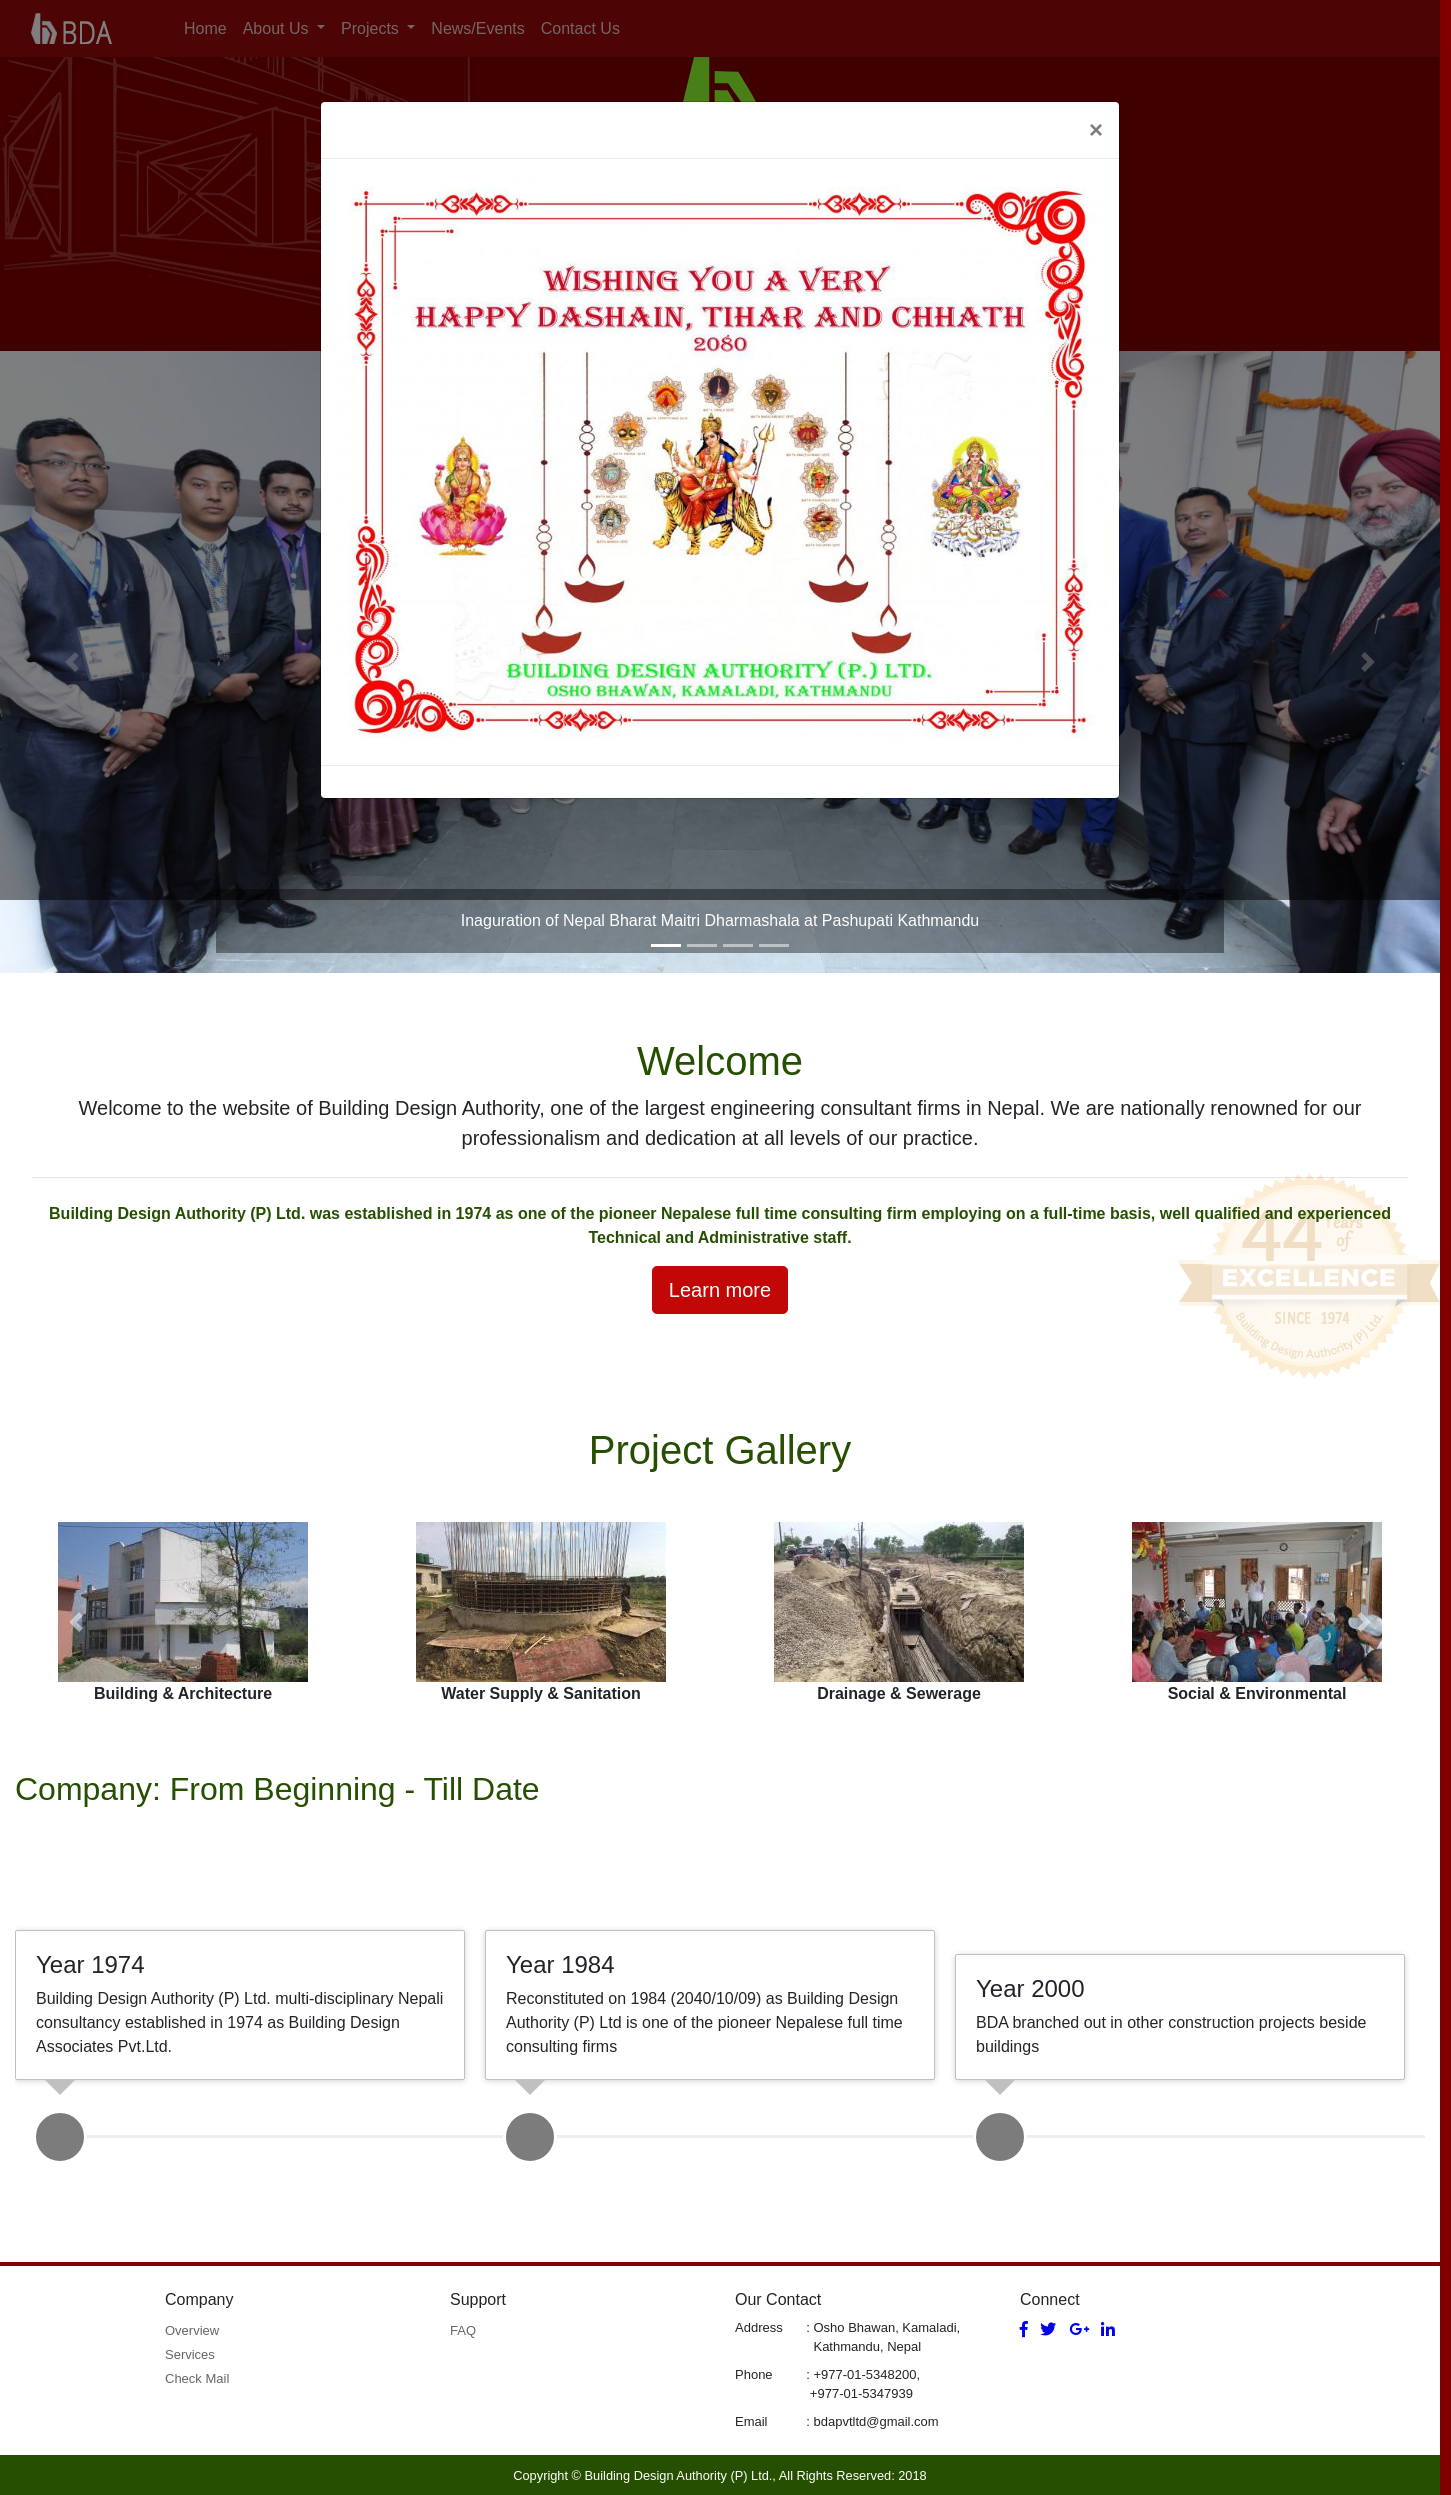 BDA
Home About Us Projects News/Events Contact Us
×
WISHING YOU A VERY
HAPPY DASHAIN, TIHAR AND CHHATH
2080
BUILDING DESIGN AUTHORITY (P.) LTD.
OSHO BHAWAN, KAMALADI, KATHMANDU
Inaguration of Nepal Bharat Maitri Dharmashala at Pashupati Kathmandu
Welcome
Welcome to the website of Building Design Authority, one of the largest engineering consultant firms in Nepal. We are nationally renowned for our
professionalism and dedication at all levels of our practice.
Building Design Authority (P) Ltd. was established in 1974 as one of the pioneer Nepalese full time consulting firm employing on a full-time basis, well qualified and experienced
Technical and Administrative staff.
Learn more
44 Years
of
EXCELLENCE
SINCE 1974
Building Design Authority (P) Ltd.
Project Gallery
Building & Architecture
Water Supply & Sanitation
Drainage & Sewerage
Social & Environmental
Company: From Beginning - Till Date
Year 1974
Building Design Authority (P) Ltd. multi-disciplinary Nepali
consultancy established in 1974 as Building Design
Associates Pvt.Ltd.
Year 1984
Reconstituted on 1984 (2040/10/09) as Building Design
Authority (P) Ltd is one of the pioneer Nepalese full time
consulting firms
Year 2000
BDA branched out in other construction projects beside
buildings
Company
Overview
Services
Check Mail
Support
FAQ
Our Contact
Address : Osho Bhawan, Kamaladi,
Kathmandu, Nepal
Phone : +977-01-5348200,
+977-01-5347939
Email : bdapvtltd@gmail.com
Connect
Copyright © Building Design Authority (P) Ltd., All Rights Reserved: 2018